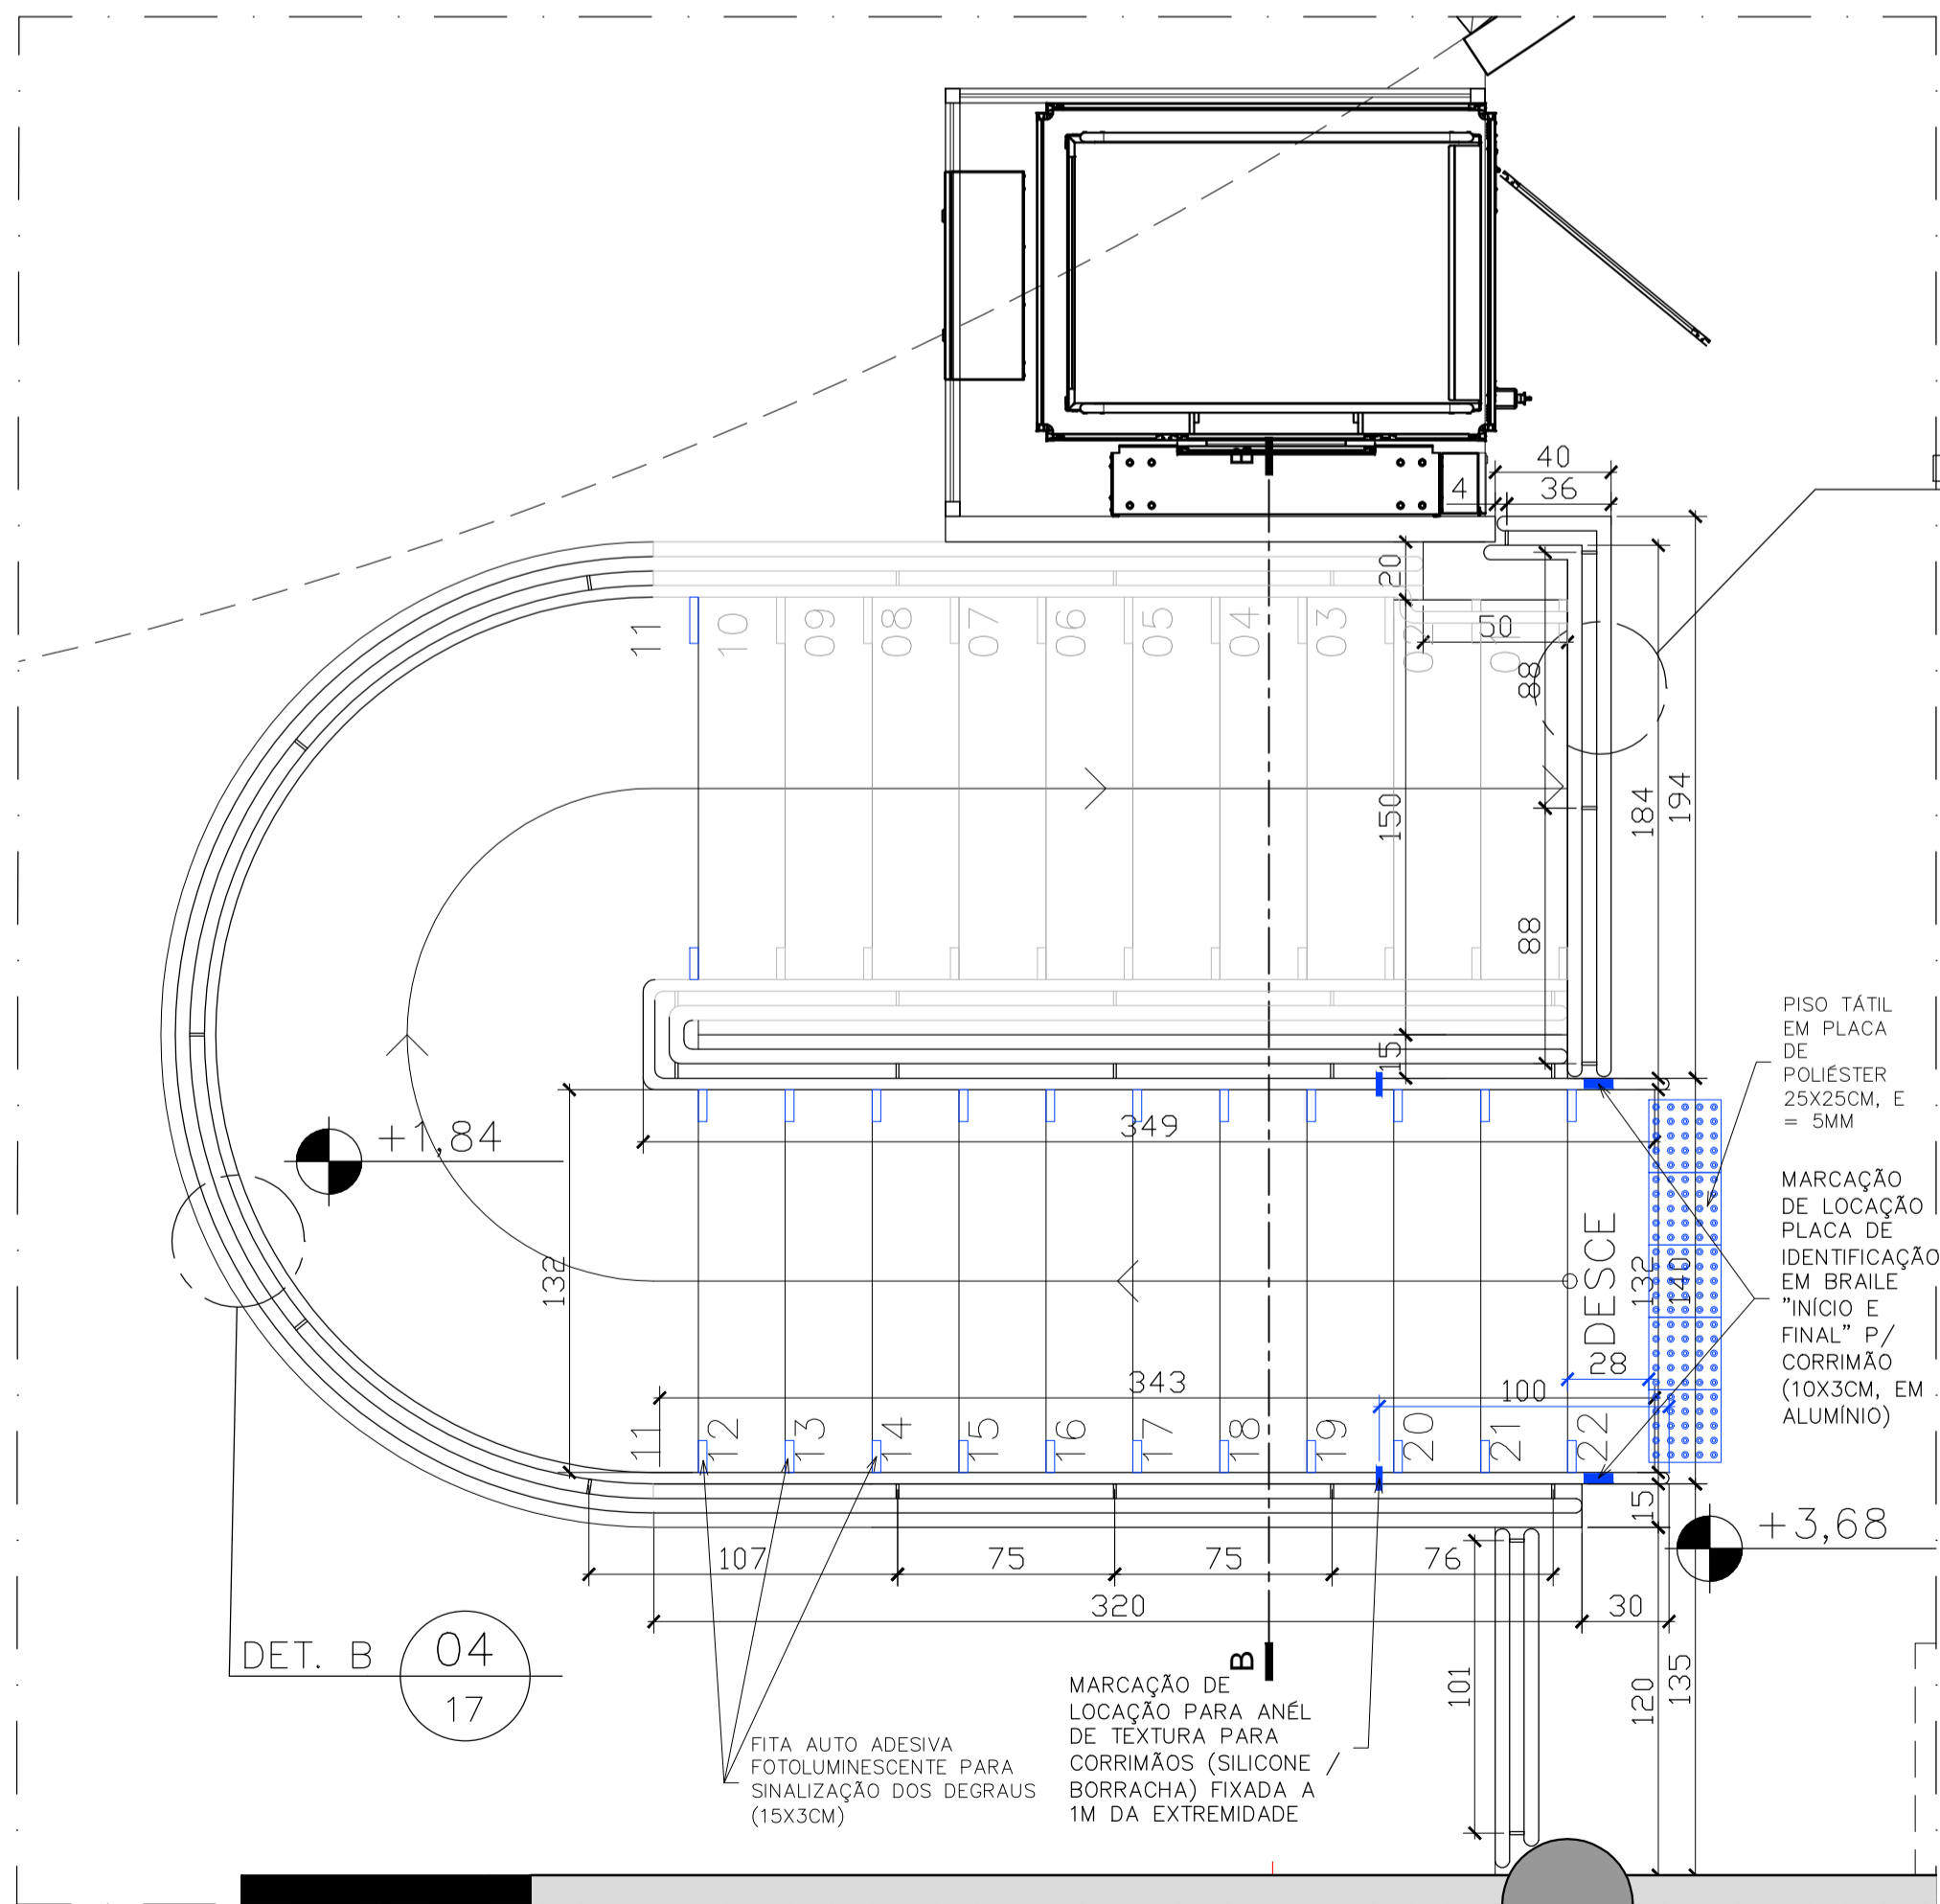 B
40
4
36
20
11
10
09
08
07
06
05
04
03
02
01
50
88
150
184
194
88
15
PISO TÁTIL
EM PLACA
DE
POLIÉSTER
25X25CM, E
= 5MM
349
+1,84
MARCAÇÃO
DE LOCAÇÃO
PLACA DE
IDENTIFICAÇÃO
EM BRAILE
"INÍCIO E
FINAL" P/
CORRIMÃO
(10X3CM, EM
ALUMÍNIO)
DESCE
132
132
140
28
343
100
11
12
13
14
15
16
17
18
19
20
21
22
15
+3,68
107
75
75
76
320
30
DET. B
04
17
B
101
120
135
MARCAÇÃO DE
LOCAÇÃO PARA ANÉL
DE TEXTURA PARA
CORRIMÃOS (SILICONE /
BORRACHA) FIXADA A
1M DA EXTREMIDADE
FITA AUTO ADESIVA
FOTOLUMINESCENTE PARA
SINALIZAÇÃO DOS DEGRAUS
(15X3CM)